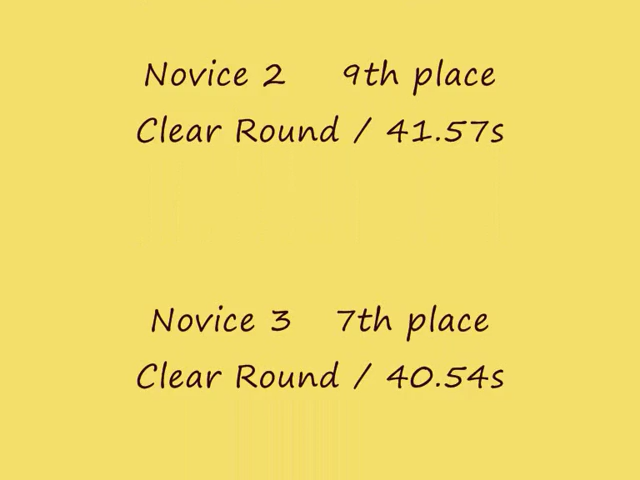 Novice 2 9th place
Clear Round / 41.57s
Novice 3 7th place
Clear Round / 40.54s